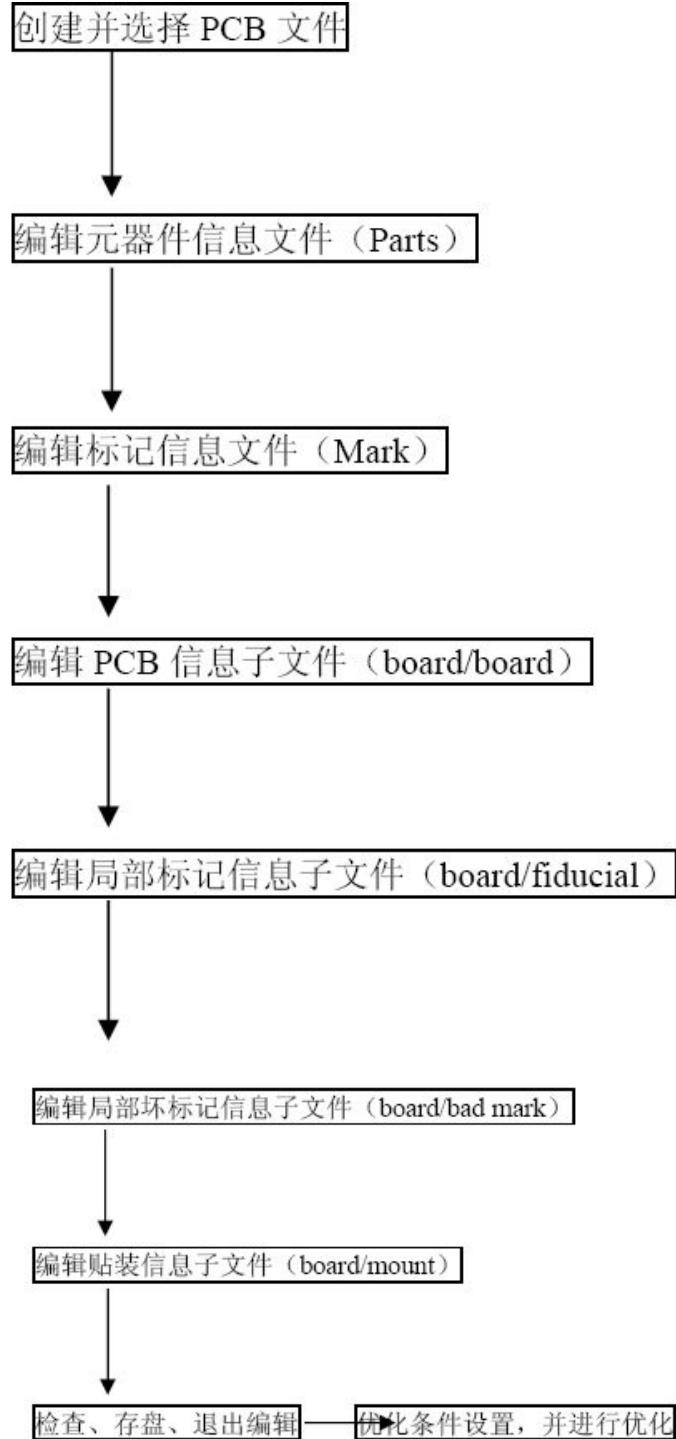 创建并选择 PCB 文件
编辑元器件信息文件（Parts）
编辑标记信息文件（Mark）
编辑 PCB 信息子文件（board/board）
编辑局部标记信息子文件（board/fiducial）
编辑局部坏标记信息子文件（board/bad mark）
编辑贴装信息子文件（board/mount）
检查、存盘、退出编辑
优化条件设置，并进行优化